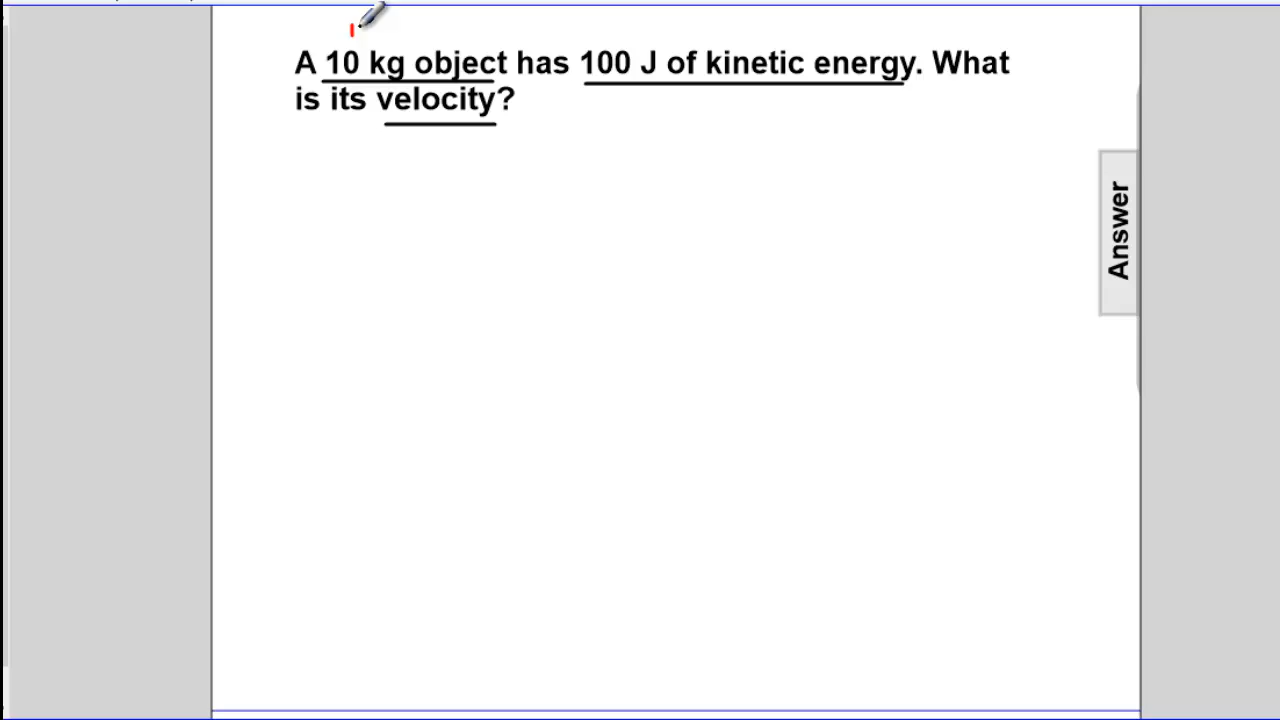 A 10 kg object has 100 J of kinetic energy. What
is its velocity?
Answer